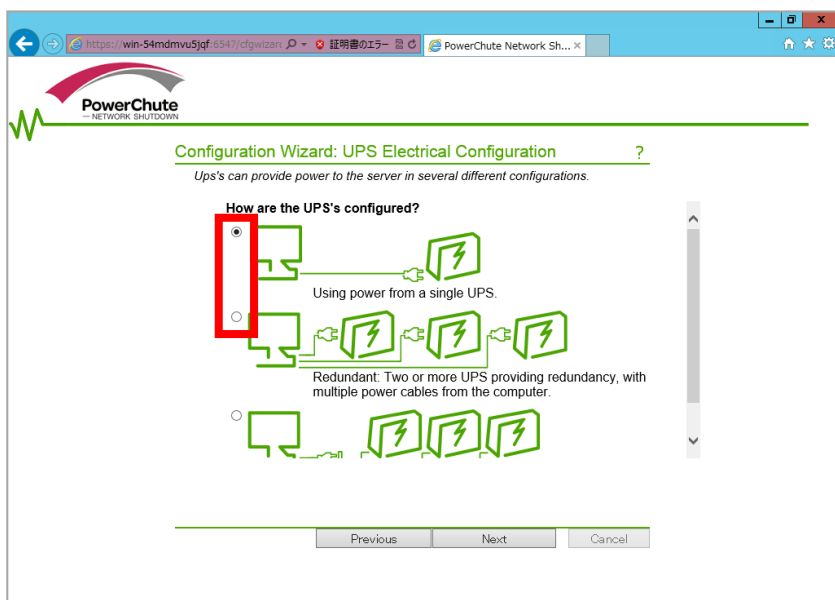 https://win-54mdmvu5jqf:6547/cfgwizar
証明書のエラー
PowerChute Network Sh...
PowerChute
NETWORK SHUTDOWN
Configuration Wizard: UPS Electrical Configuration ?
Ups's can provide power to the server in several different configurations.
How are the UPS's configured?
Using power from a single UPS.
Redundant: Two or more UPS providing redundancy, with
multiple power cables from the computer.
Previous
Next
Cancel